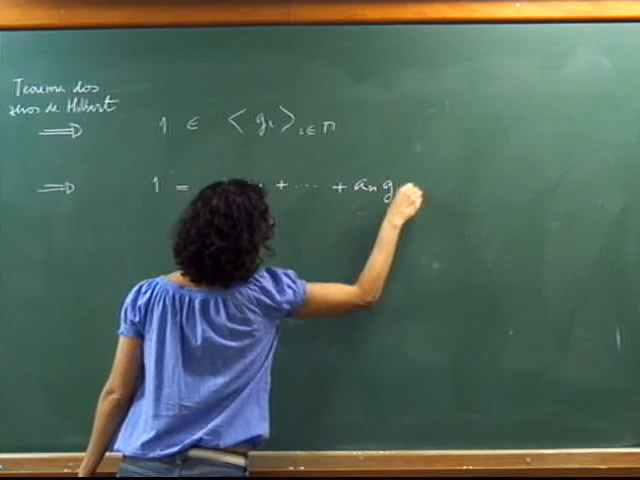 Teorema dos
zeros de Hilbert
⟹ 1 ∈ ⟨ gᵢ ⟩ᵢ∈Π
⟹ 1 = + ⋯ + aₙ g